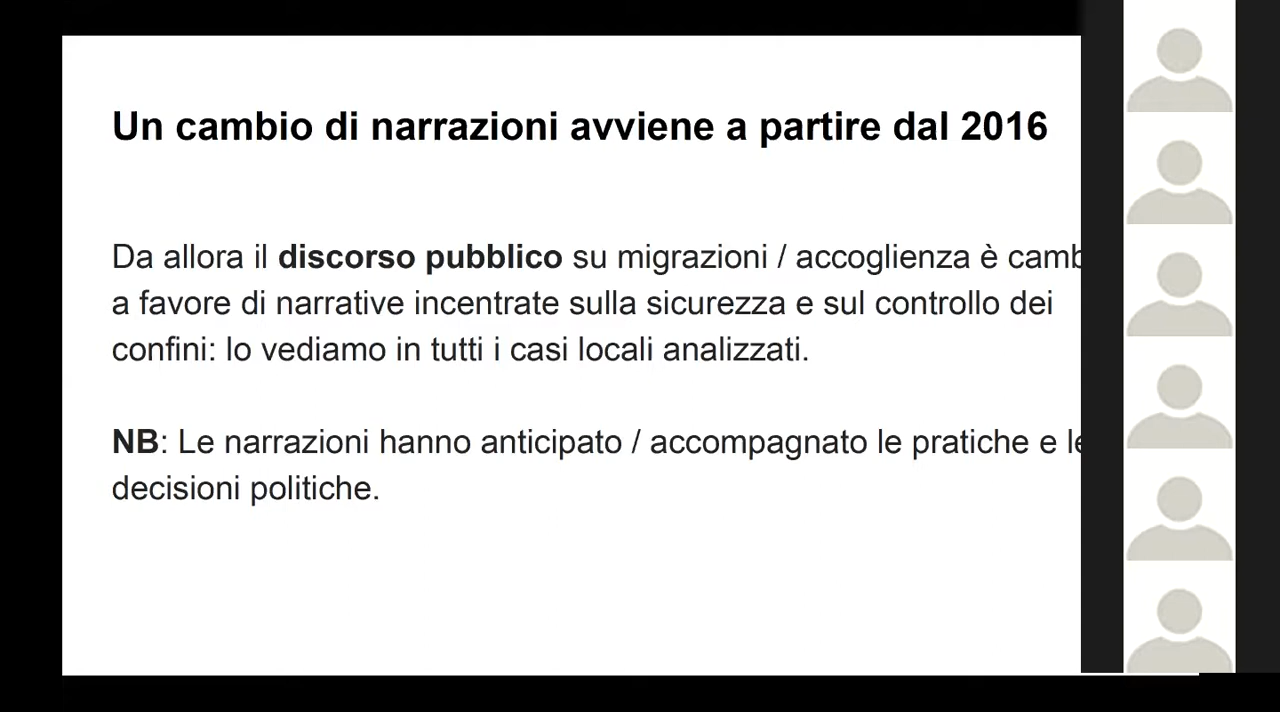 Un cambio di narrazioni avviene a partire dal 2016
Da allora il discorso pubblico su migrazioni / accoglienza è
a favore di narrative incentrate sulla sicurezza e sul controllo dei
confini: lo vediamo in tutti i casi locali analizzati.
NB: Le narrazioni hanno anticipato / accompagnato le pratiche e le
decisioni politiche.